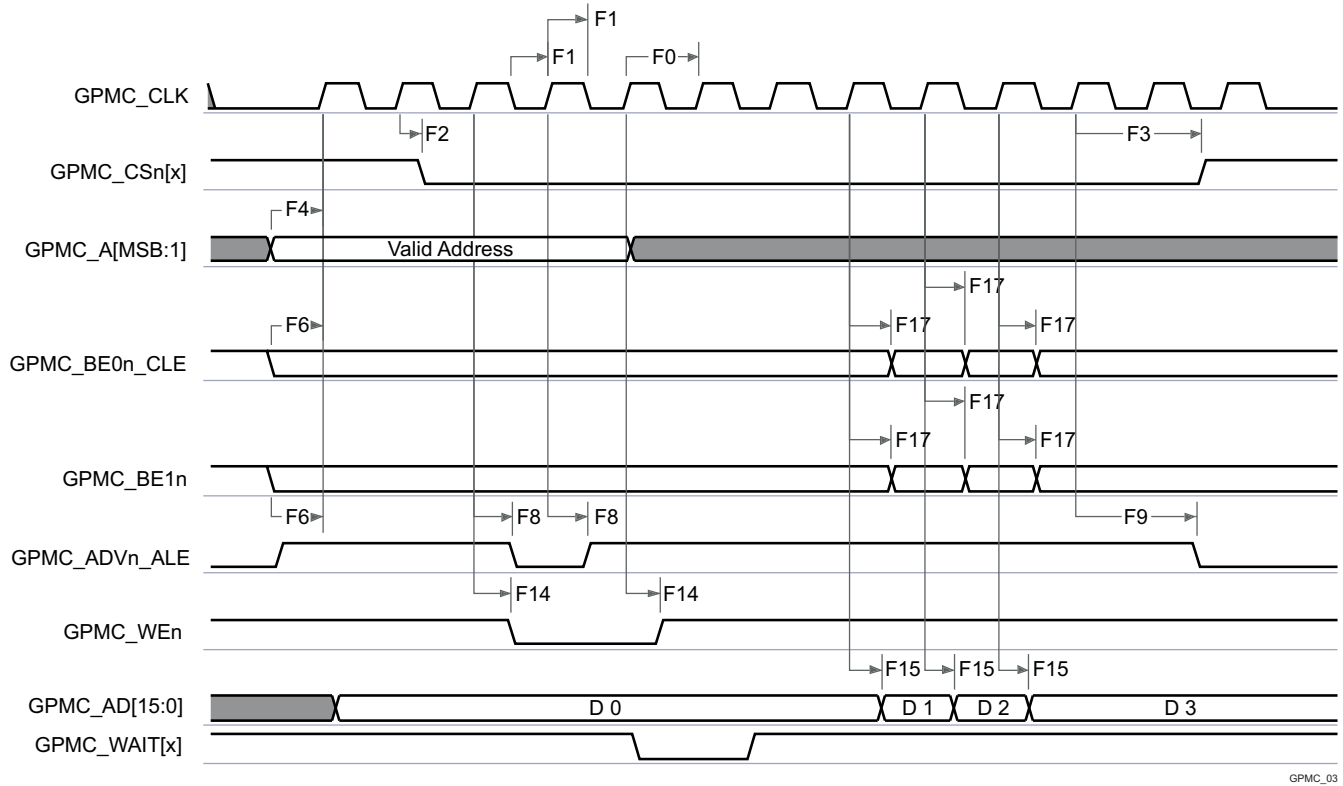 F1
F1
F0
GPMC_CLK
F2
F3
GPMC_CSn[x]
F4
GPMC_A[MSB:1]
Valid Address
F17
F6
F17
F17
GPMC_BE0n_CLE
F17
F17
F17
GPMC_BE1n
F6
F8
F8
F9
GPMC_ADVn_ALE
F14
F14
GPMC_WEn
F15
F15
F15
GPMC_AD[15:0]
D 0
D 1
D 2
D 3
GPMC_WAIT[x]
GPMC_03